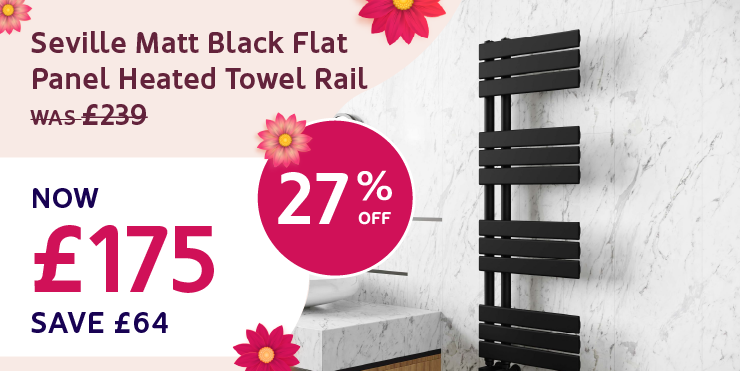 Seville Matt Black Flat
Panel Heated Towel Rail
WAS £239
NOW
£175
SAVE £64
27%
OFF